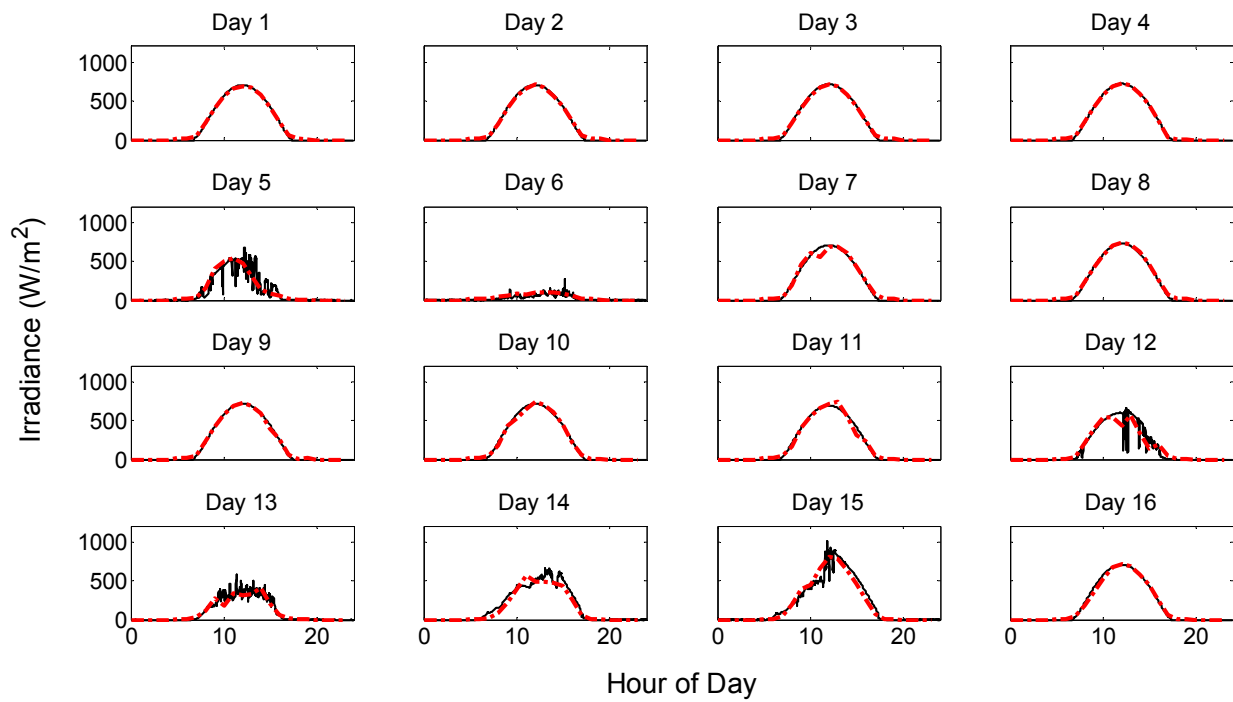 Day 1
Day 2
Day 3
Day 4
1000
500
0
Day 5
Day 6
Day 7
Day 8
1000
500
0
Day 9
Day 10
Day 11
Day 12
1000
500
0
Day 13
Day 14
Day 15
Day 16
1000
500
0
0 10 20
0 10 20
0 10 20
0 10 20
Irradiance (W/m²)
Hour of Day